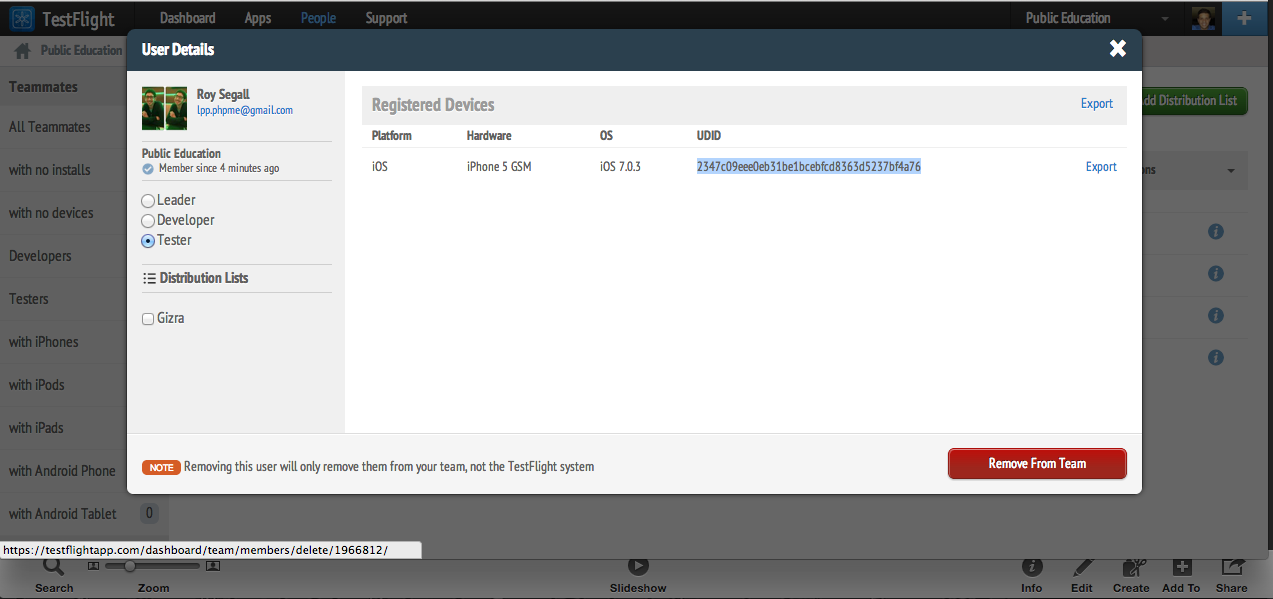 TestFlight Dashboard Apps People Support Public Education
Public Education
User Details
Teammates
All Teammates
with no installs
with no devices
Developers
Testers
with iPhones
with iPods
with iPads
with Android Phone
with Android Tablet 0
Roy Segall
lpp.phpme@gmail.com
Public Education
Member since 4 minutes ago
Leader
Developer
Tester
Distribution Lists
Gizra
Registered Devices Export
Platform Hardware OS UDID
iOS iPhone 5 GSM iOS 7.0.3 2347c09eee0eb31be1bcebfcd8363d5237bf4a76 Export
Distribution List
NOTE Removing this user will only remove them from your team, not the TestFlight system
Remove From Team
https://testflightapp.com/dashboard/team/members/delete/1966812/
Search Zoom Slideshow Info Edit Create Add To Share